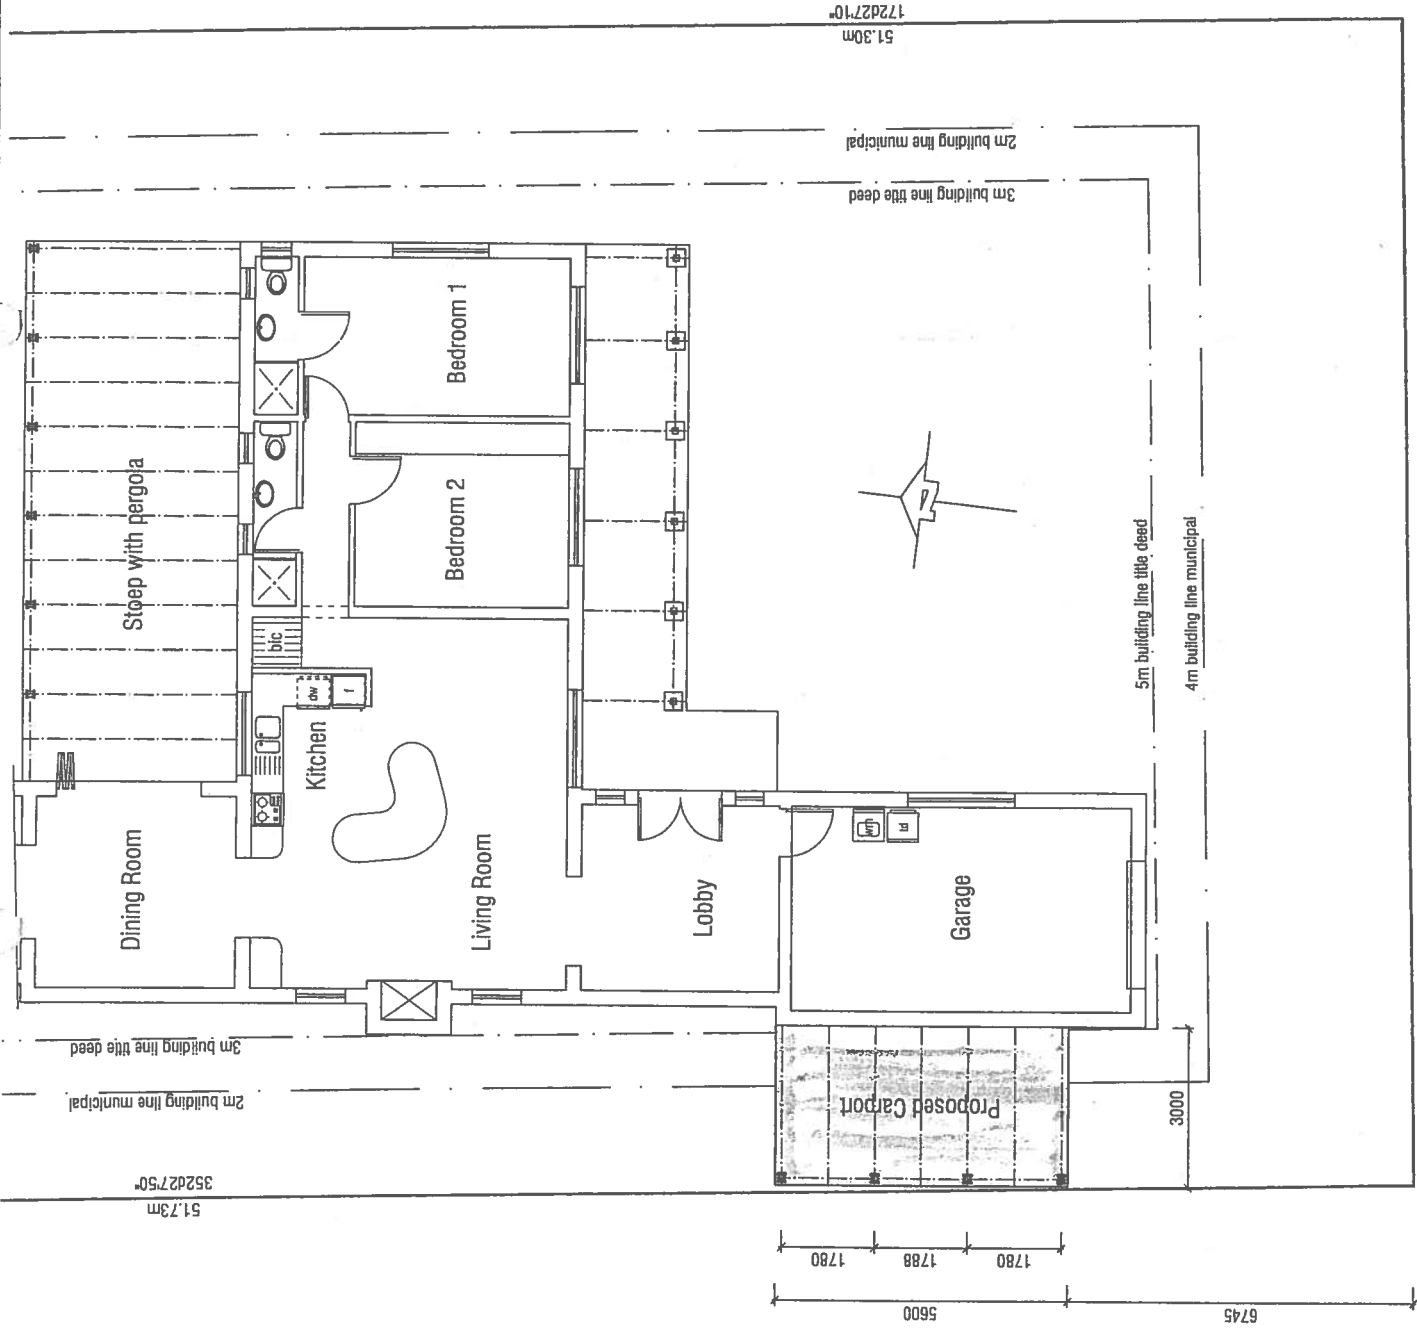 172d27'10"
51.30m
2m building line municipal
3m building line title deed
Stoep with pergola
Bedroom 1
Bedroom 2
bic
dw
f
Kitchen
Dining Room
Living Room
Lobby
wm
td
Garage
5m building line title deed
4m building line municipal
3m building line title deed
2m building line municipal
Proposed Carport
3000
352d27'50"
51.73m
1780
1788
1780
5600
6745